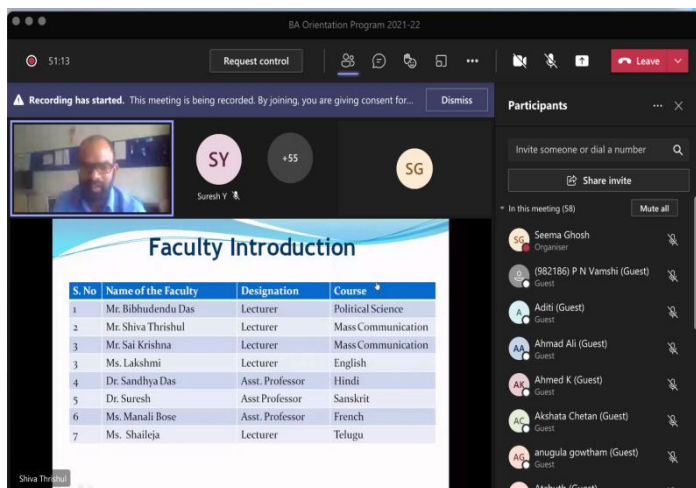 BA Orientation Program 2021-22
51:13
Request control
Leave
Recording has started. This meeting is being recorded. By joining, you are giving consent for...
Dismiss
SY
+55
SG
Suresh Y
Participants
Invite someone or dial a number
Share invite
In this meeting (58)
Mute all
SG
Seema Ghosh
Organiser
(982186) P N Vamshi (Guest)
Guest
A
Aditi (Guest)
Guest
AA
Ahmad Ali (Guest)
Guest
AK
Ahmed K (Guest)
Guest
AC
Akshata Chetan (Guest)
Guest
AG
anugula gowtham (Guest)
Guest
Faculty Introduction
S. No Name of the Faculty Designation Course
1 Mr. Bibhudendu Das Lecturer Political Science
2 Mr. Shiva Thrishul Lecturer Mass Communication
3 Mr. Sai Krishna Lecturer Mass Communication
3 Ms. Lakshmi Lecturer English
4 Dr. Sandhya Das Asst. Professor Hindi
5 Dr. Suresh Asst Professor Sanskrit
6 Ms. Manali Bose Asst. Professor French
7 Ms. Shaileja Lecturer Telugu
Shiva Thrishul